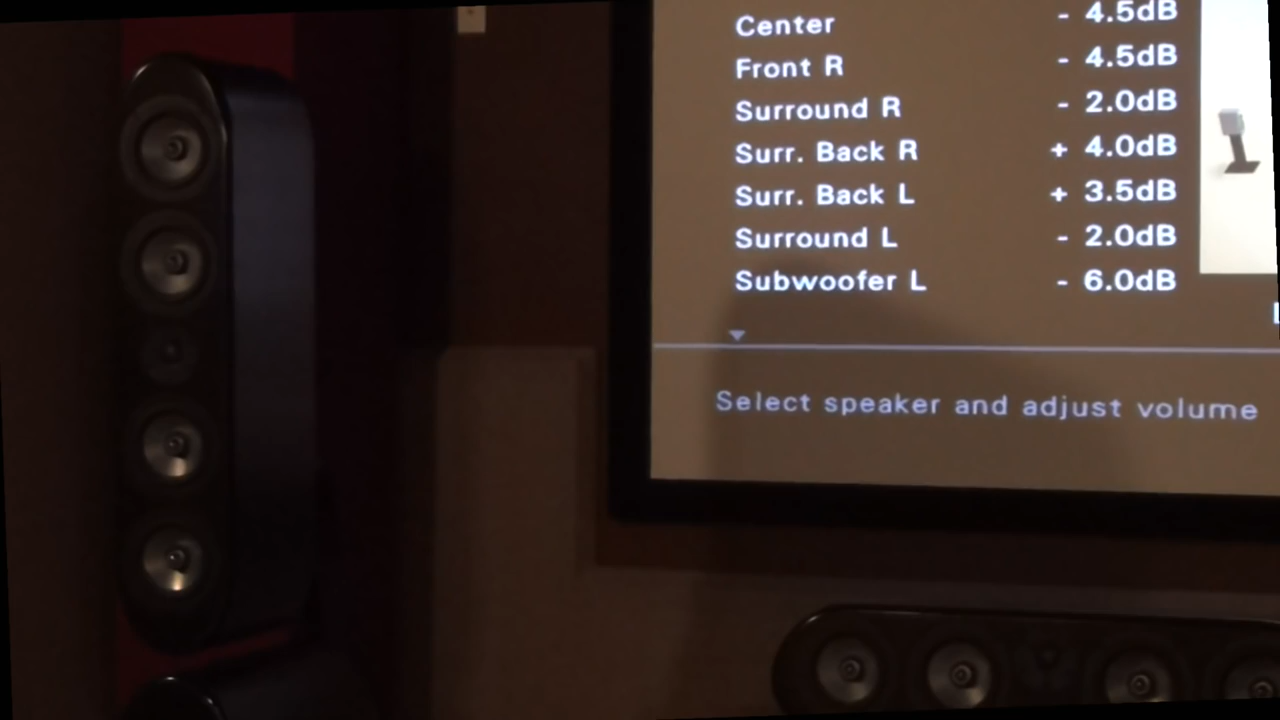 Center - 4.5dB
Front R - 4.5dB
Surround R - 2.0dB
Surr. Back R + 4.0dB
Surr. Back L + 3.5dB
Surround L - 2.0dB
Subwoofer L - 6.0dB
Select speaker and adjust volume